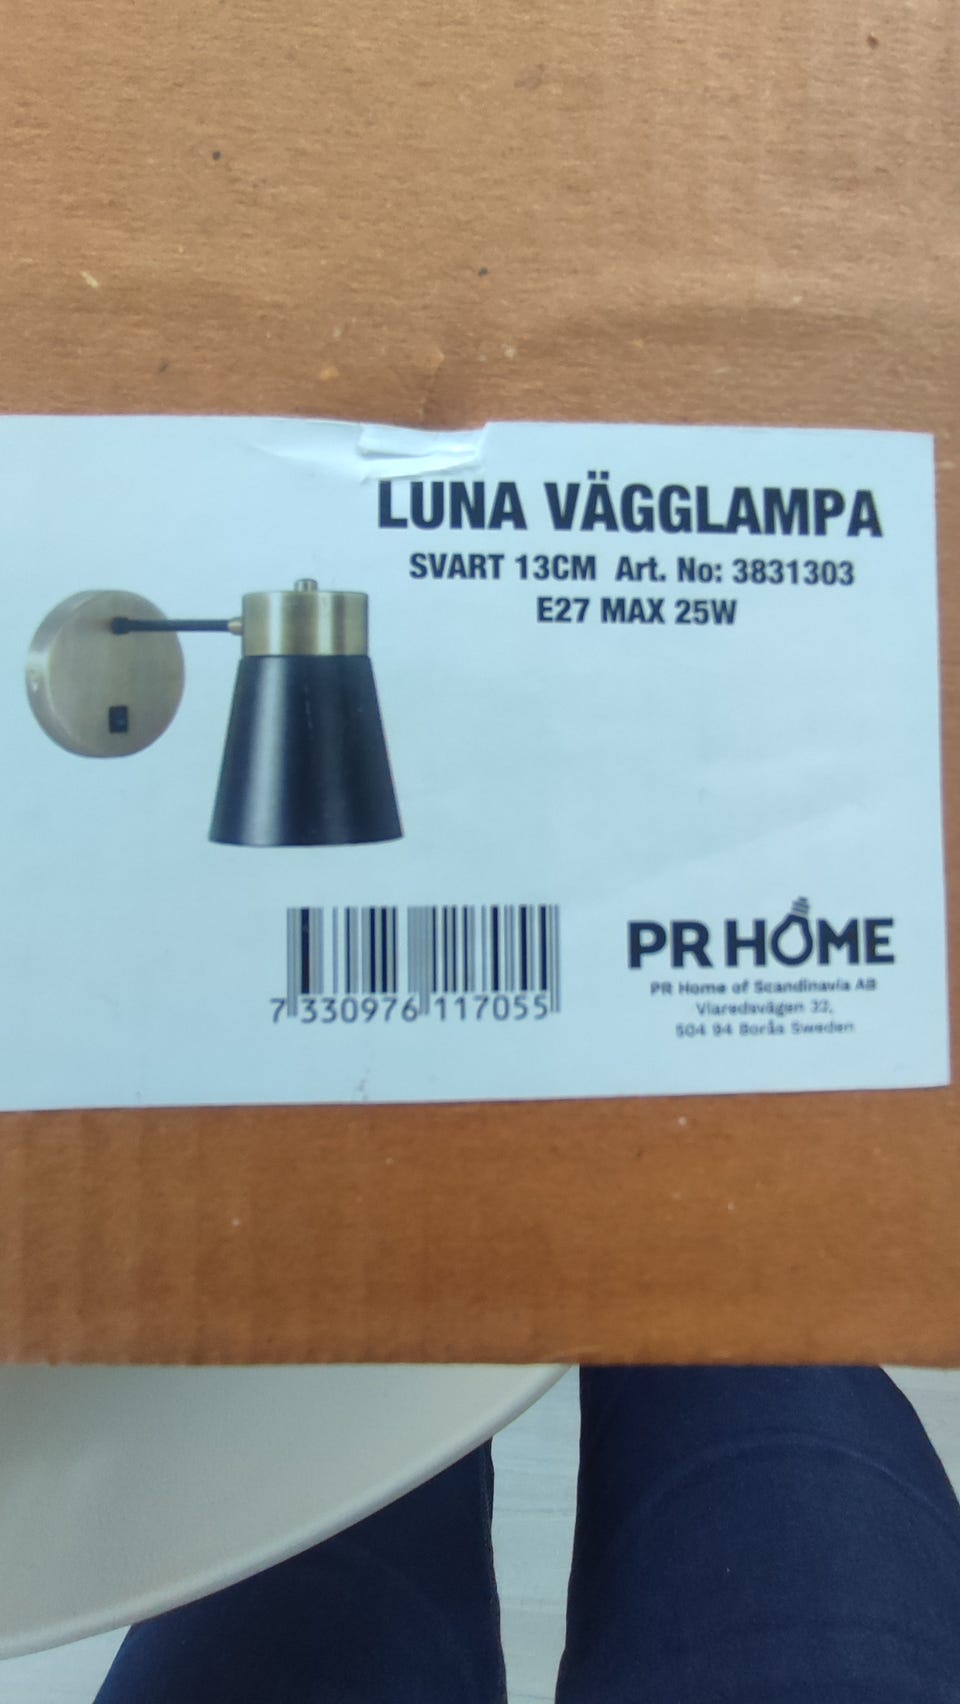 LUNA VÄGGLAMPA
SVART 13CM Art. No: 3831303
E27 MAX 25W
7 330976 117055
PR HOME
PR Home of Scandinavia AB
Viaredsvägen 32,
504 94 Borås Sweden